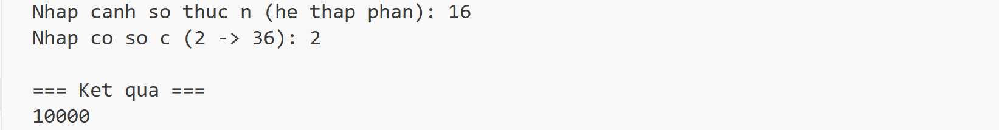 Nhap canh so thuc n (he thap phan): 16
Nhap co so c (2 -> 36): 2
=== Ket qua ===
10000